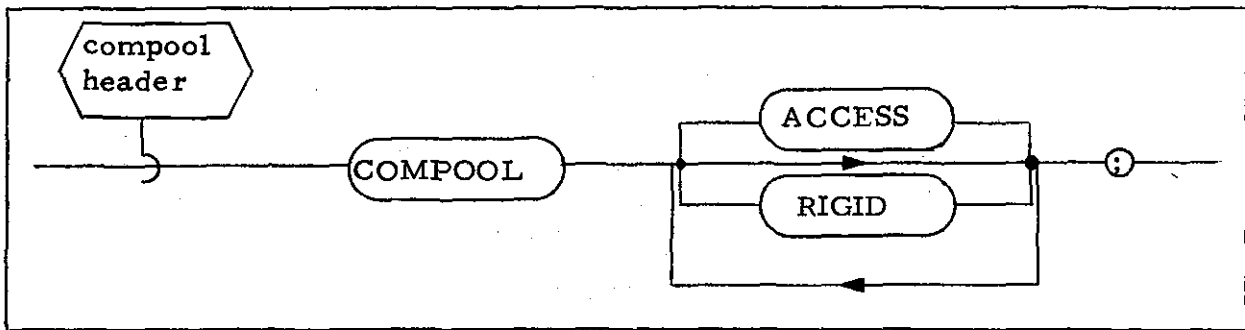 compool
header
COMPOOL
ACCESS
RIGID
;